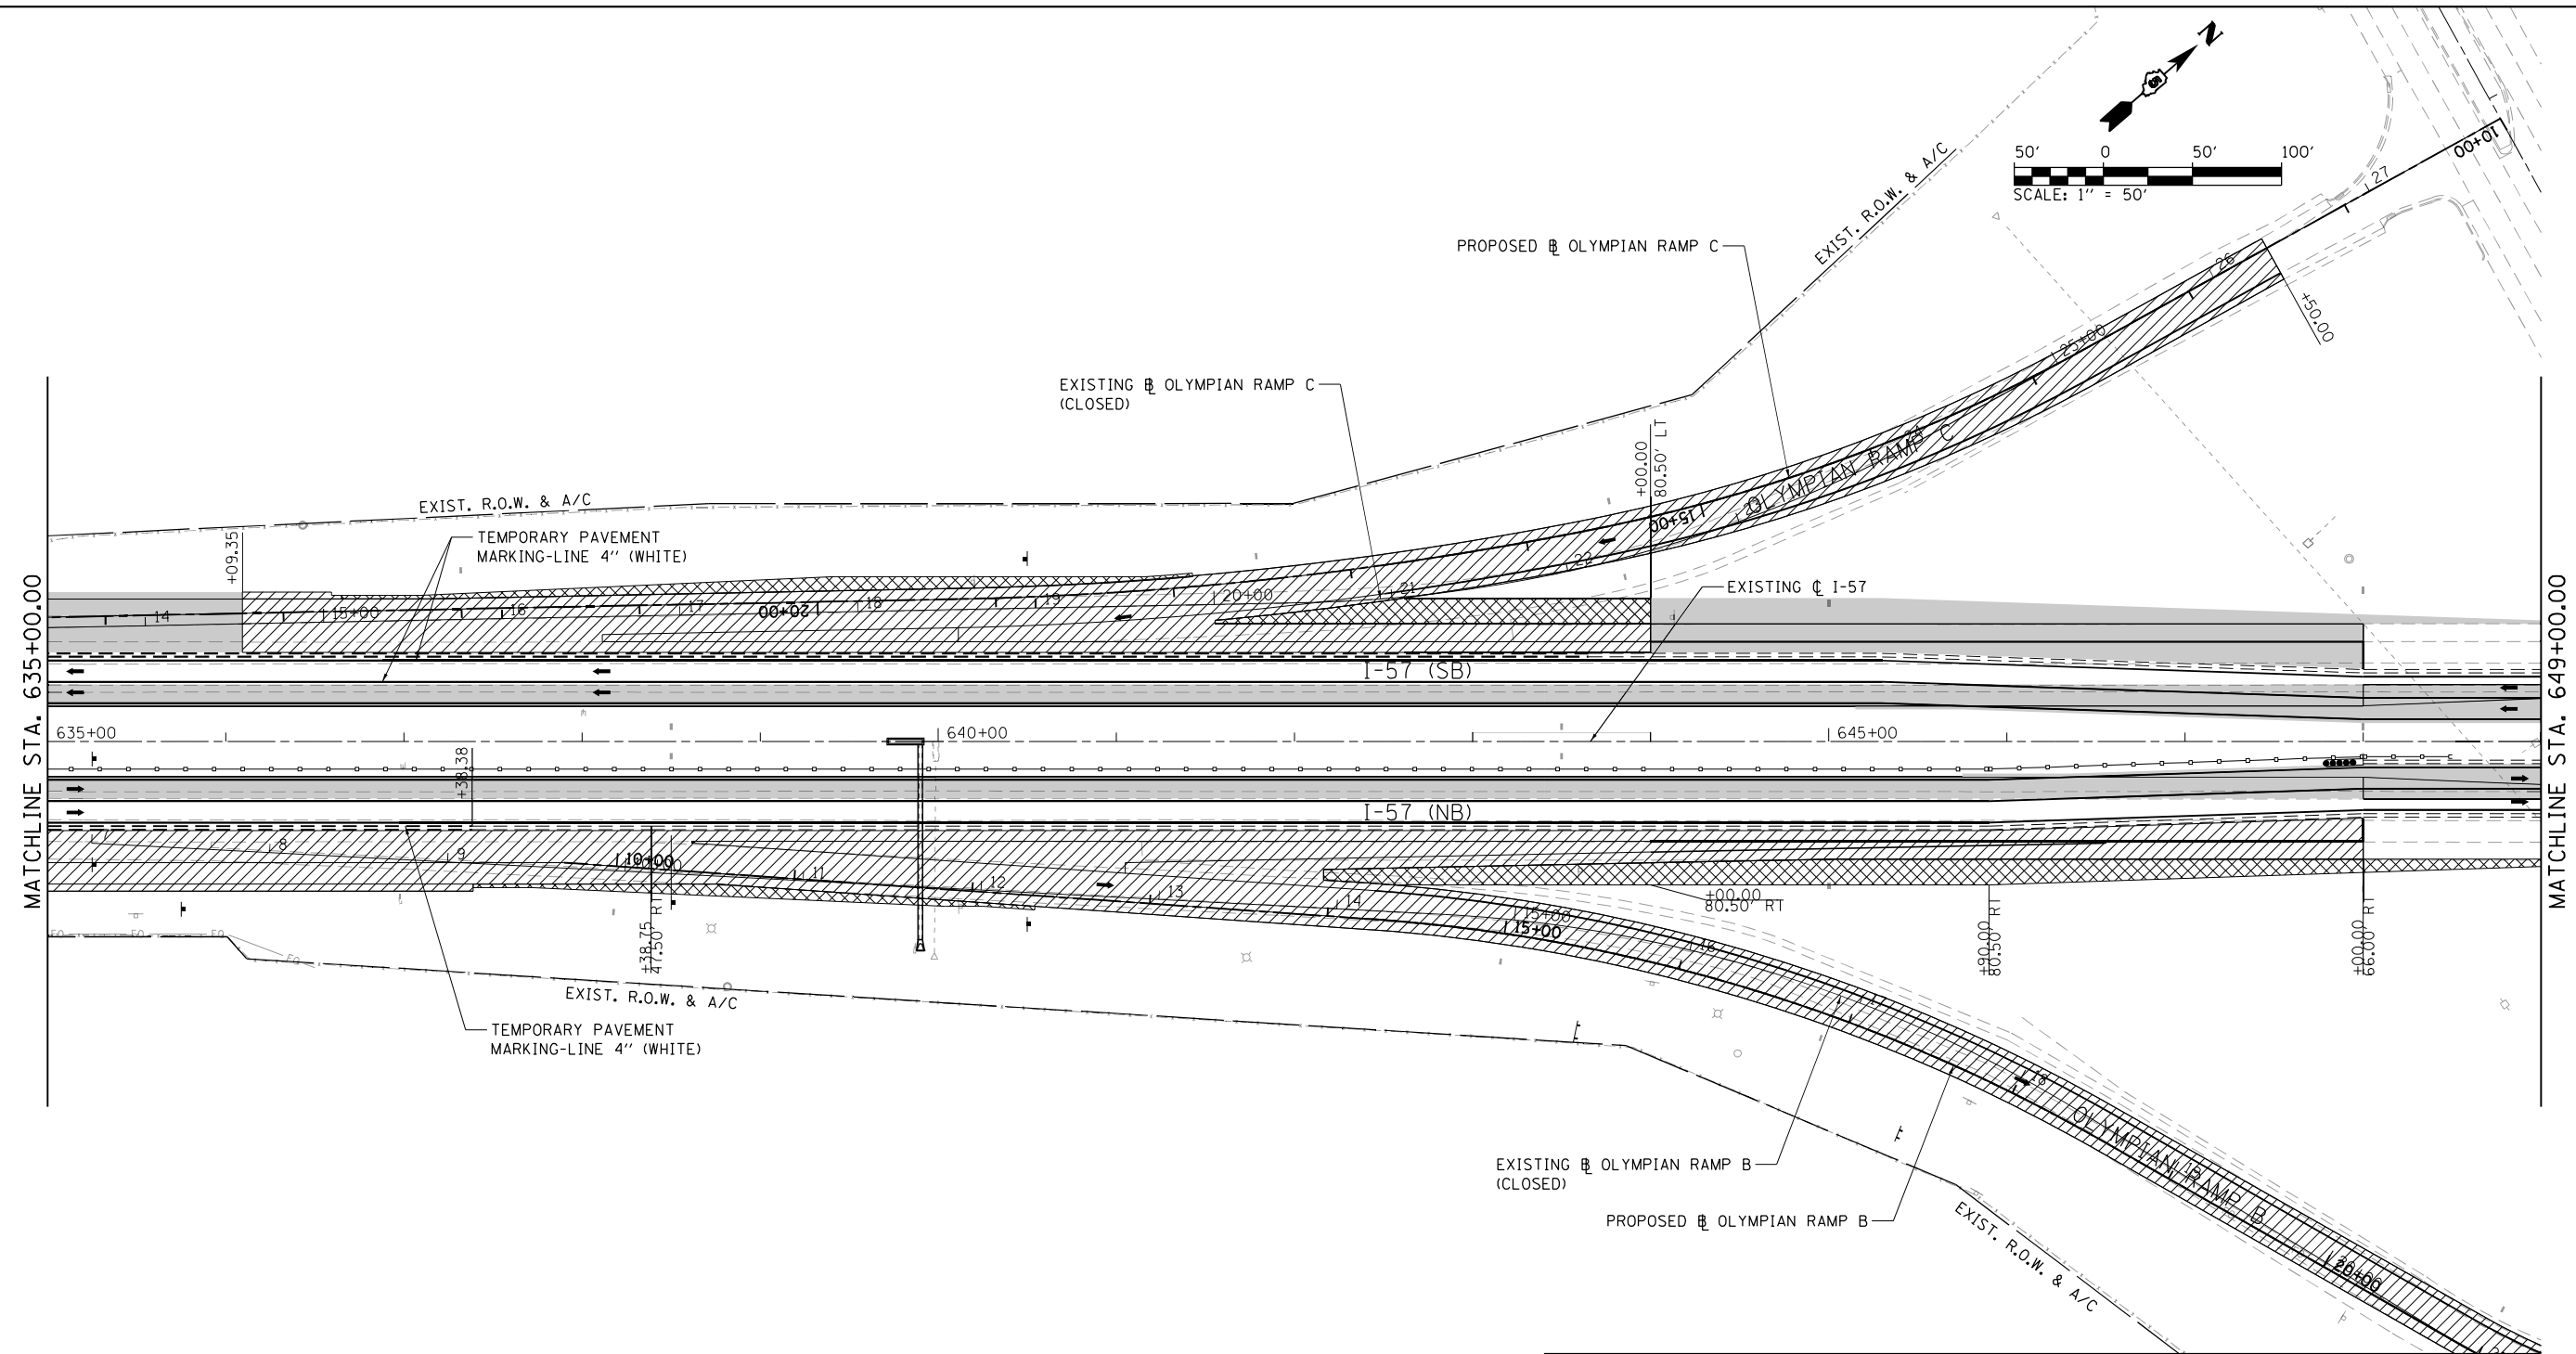 N
50' 0 50' 100'
SCALE: 1" = 50'
10+00
27
26
+50.00
25+00
EXIST. R.O.W. & A/C
PROPOSED ℄ OLYMPIAN RAMP C
EXISTING ℄ OLYMPIAN RAMP C
(CLOSED)
+00.00
80.50' LT
OLYMPIAN RAMP C
15+00
EXIST. R.O.W. & A/C
TEMPORARY PAVEMENT
MARKING-LINE 4" (WHITE)
+09.35
EXISTING ℄ I-57
14
15+00
16
17
20+00
18
19
20+00
21
22
I-57 (SB)
MATCHLINE STA. 635+00.00
MATCHLINE STA. 649+00.00
635+00
640+00
645+00
+38.38
I-57 (NB)
8
9
10+00
11
12
13
14
15+00
15+00
16
18
+38.75
47.50' RT
+00.00
80.50' RT
+90.00
80.50' RT
+00.00
66.00' RT
EXIST. R.O.W. & A/C
TEMPORARY PAVEMENT
MARKING-LINE 4" (WHITE)
OLYMPIAN RAMP B
19
20+00
EXISTING ℄ OLYMPIAN RAMP B
(CLOSED)
PROPOSED ℄ OLYMPIAN RAMP B
EXIST. R.O.W. & A/C